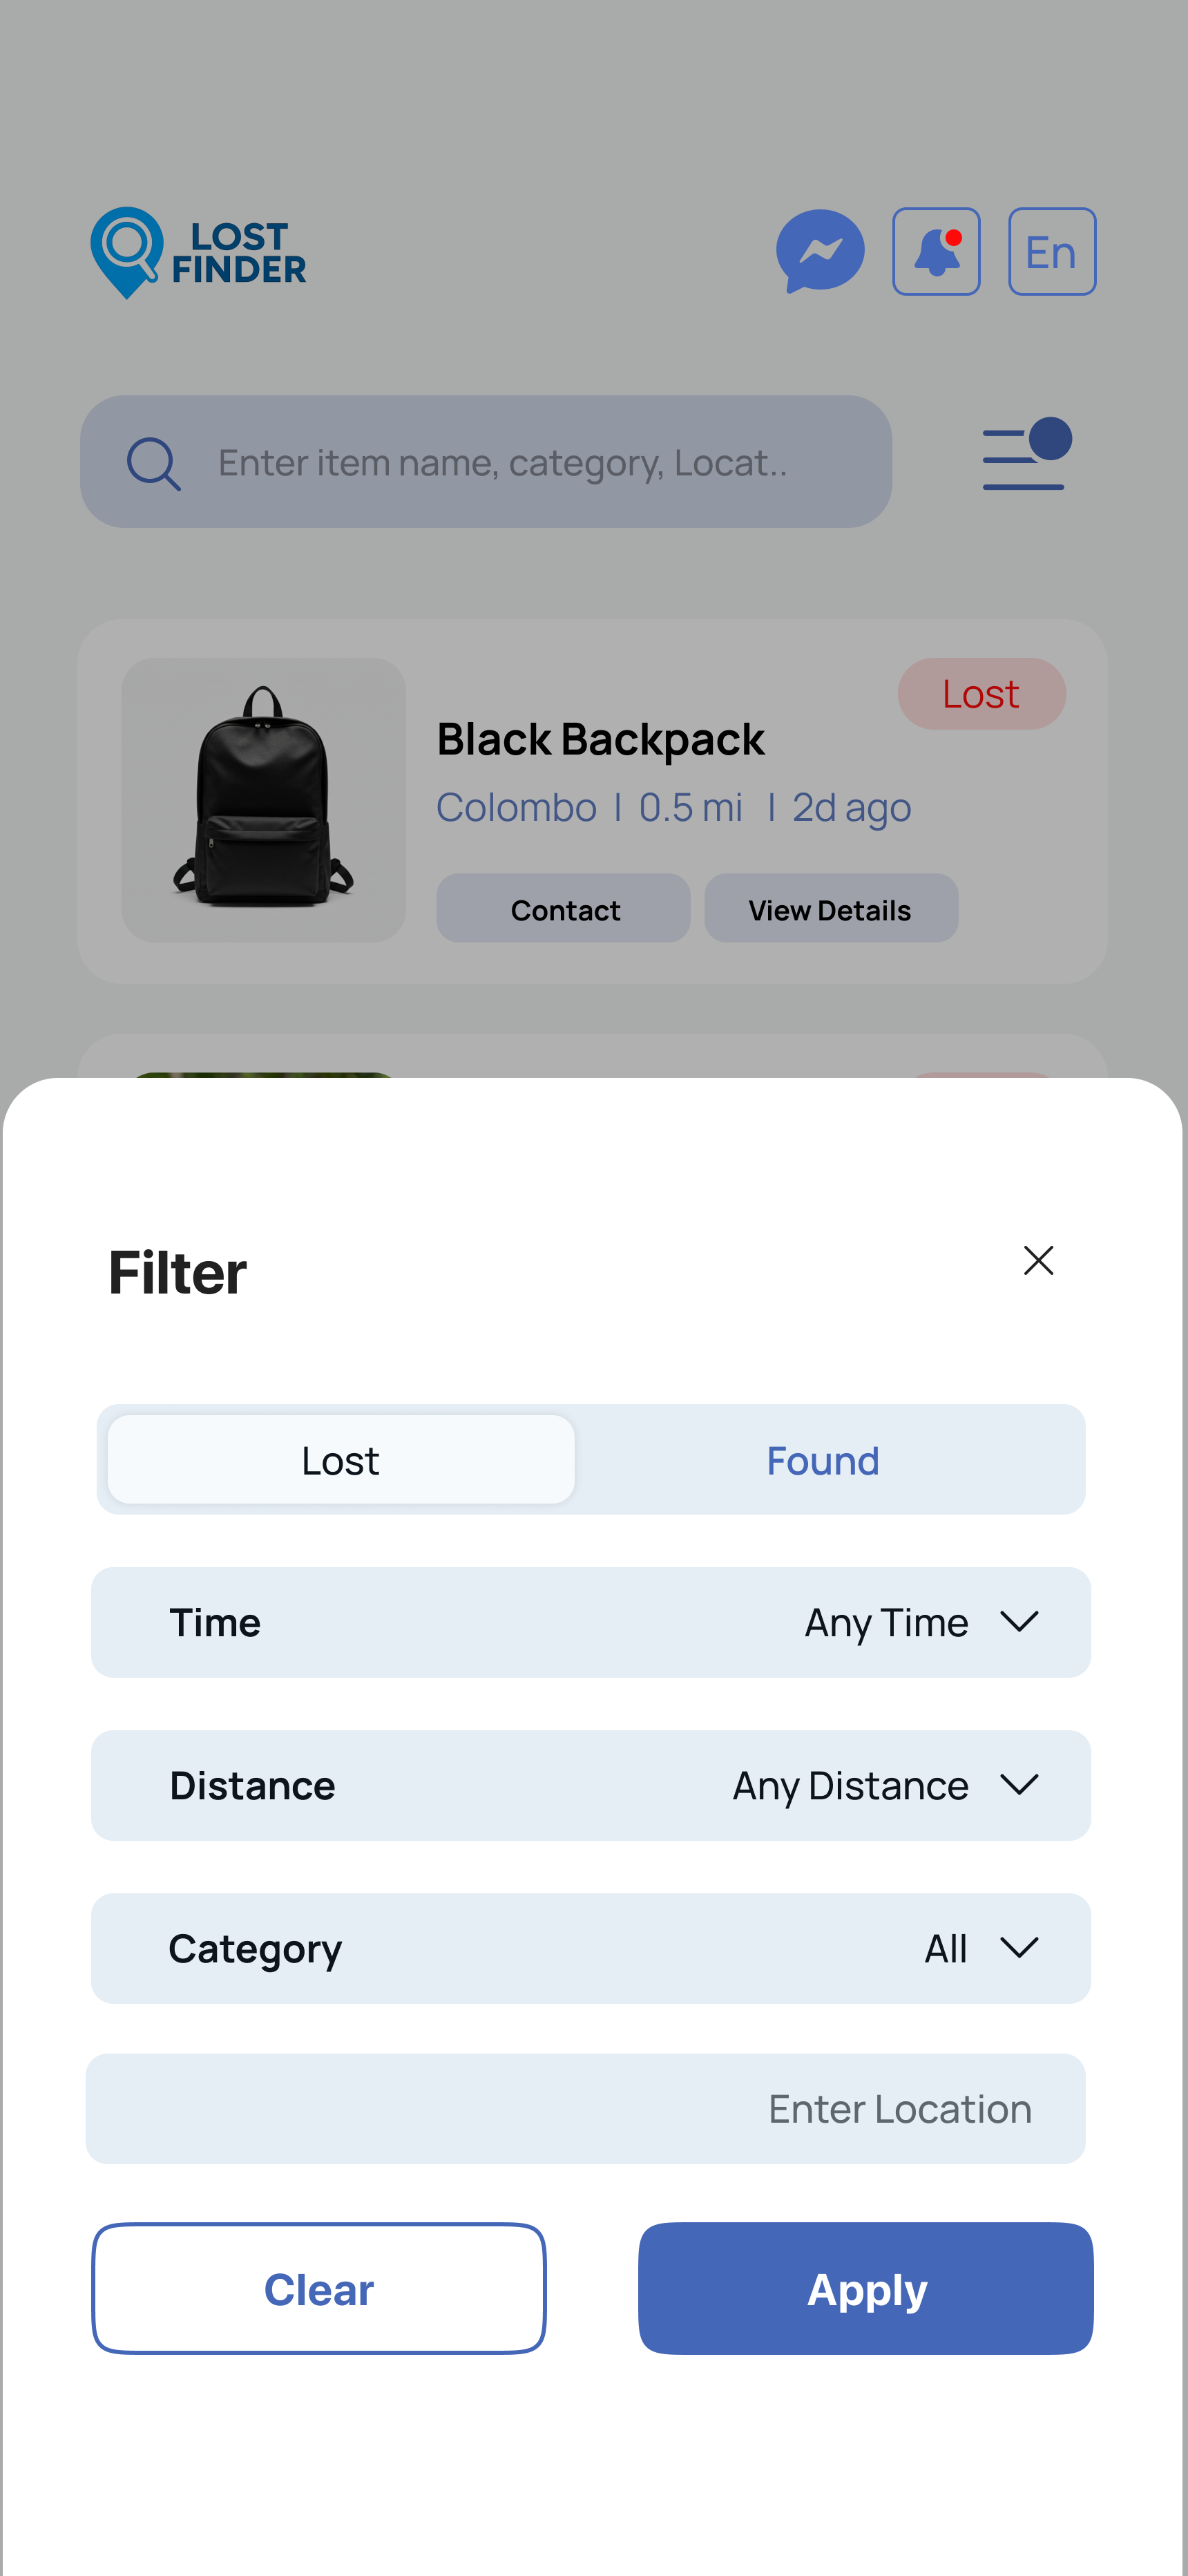 LOST
FINDER
En
Enter item name, category, Locat..
Lost
Black Backpack
Colombo | 0.5 mi | 2d ago
Contact
View Details
Filter
Lost
Found
Time
Any Time
Distance
Any Distance
Category
All
Enter Location
Clear
Apply